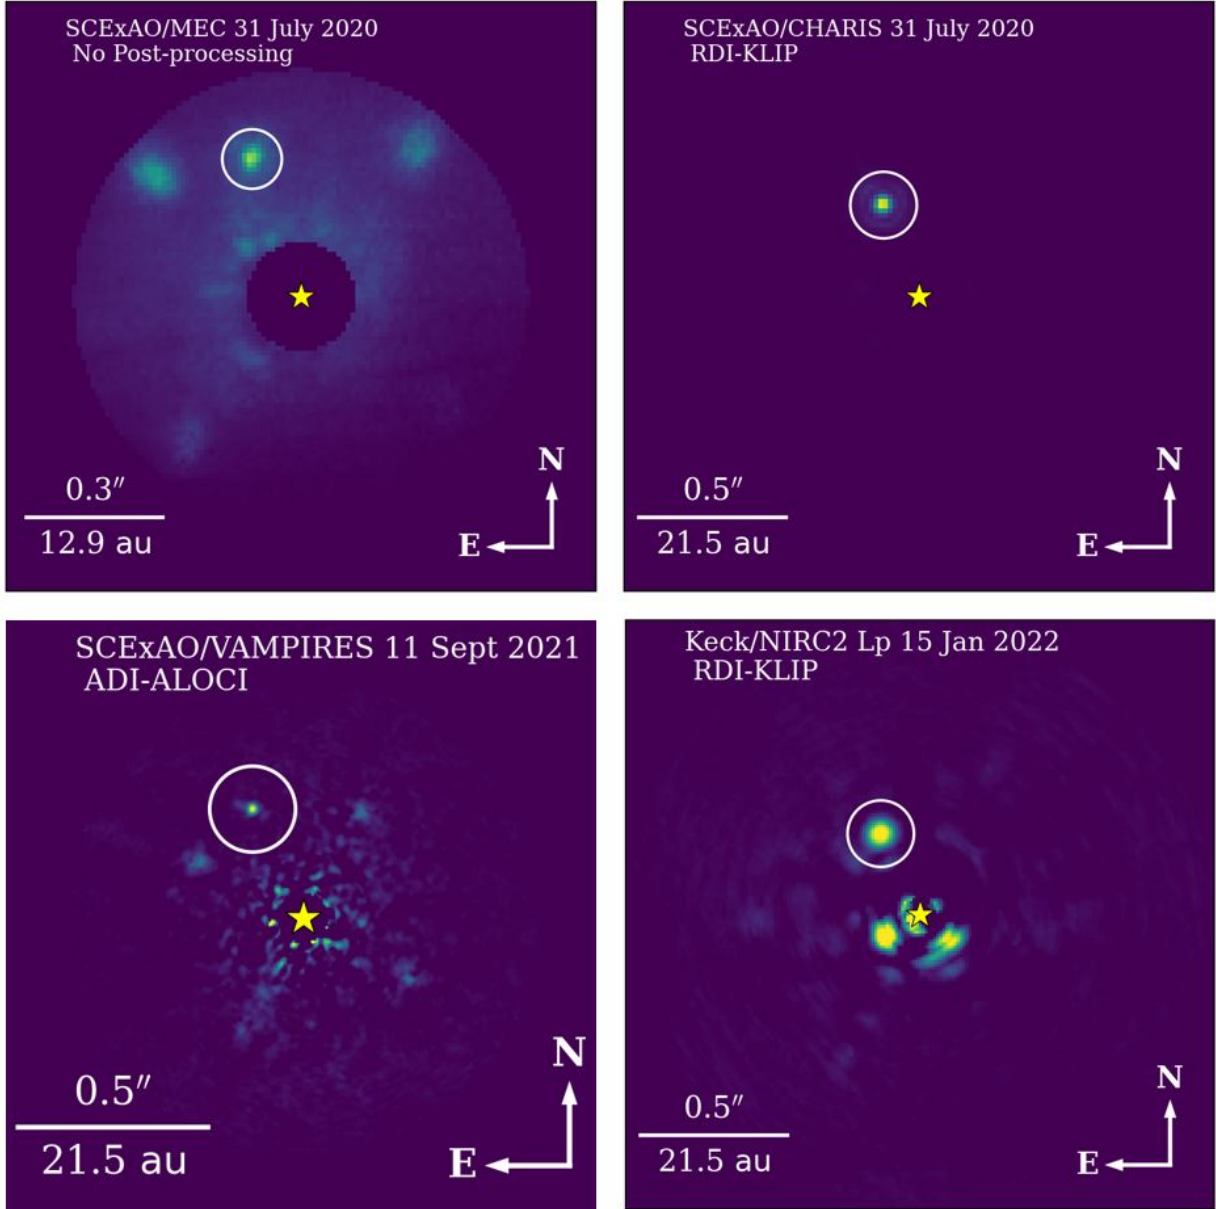 SCExAO/MEC 31 July 2020
No Post-processing
N
0.3″
12.9 au
E
SCExAO/CHARIS 31 July 2020
RDI-KLIP
N
0.5″
21.5 au
E
SCExAO/VAMPIRES 11 Sept 2021
ADI-ALOCI
N
0.5″
21.5 au
E
Keck/NIRC2 Lp 15 Jan 2022
RDI-KLIP
N
0.5″
21.5 au
E